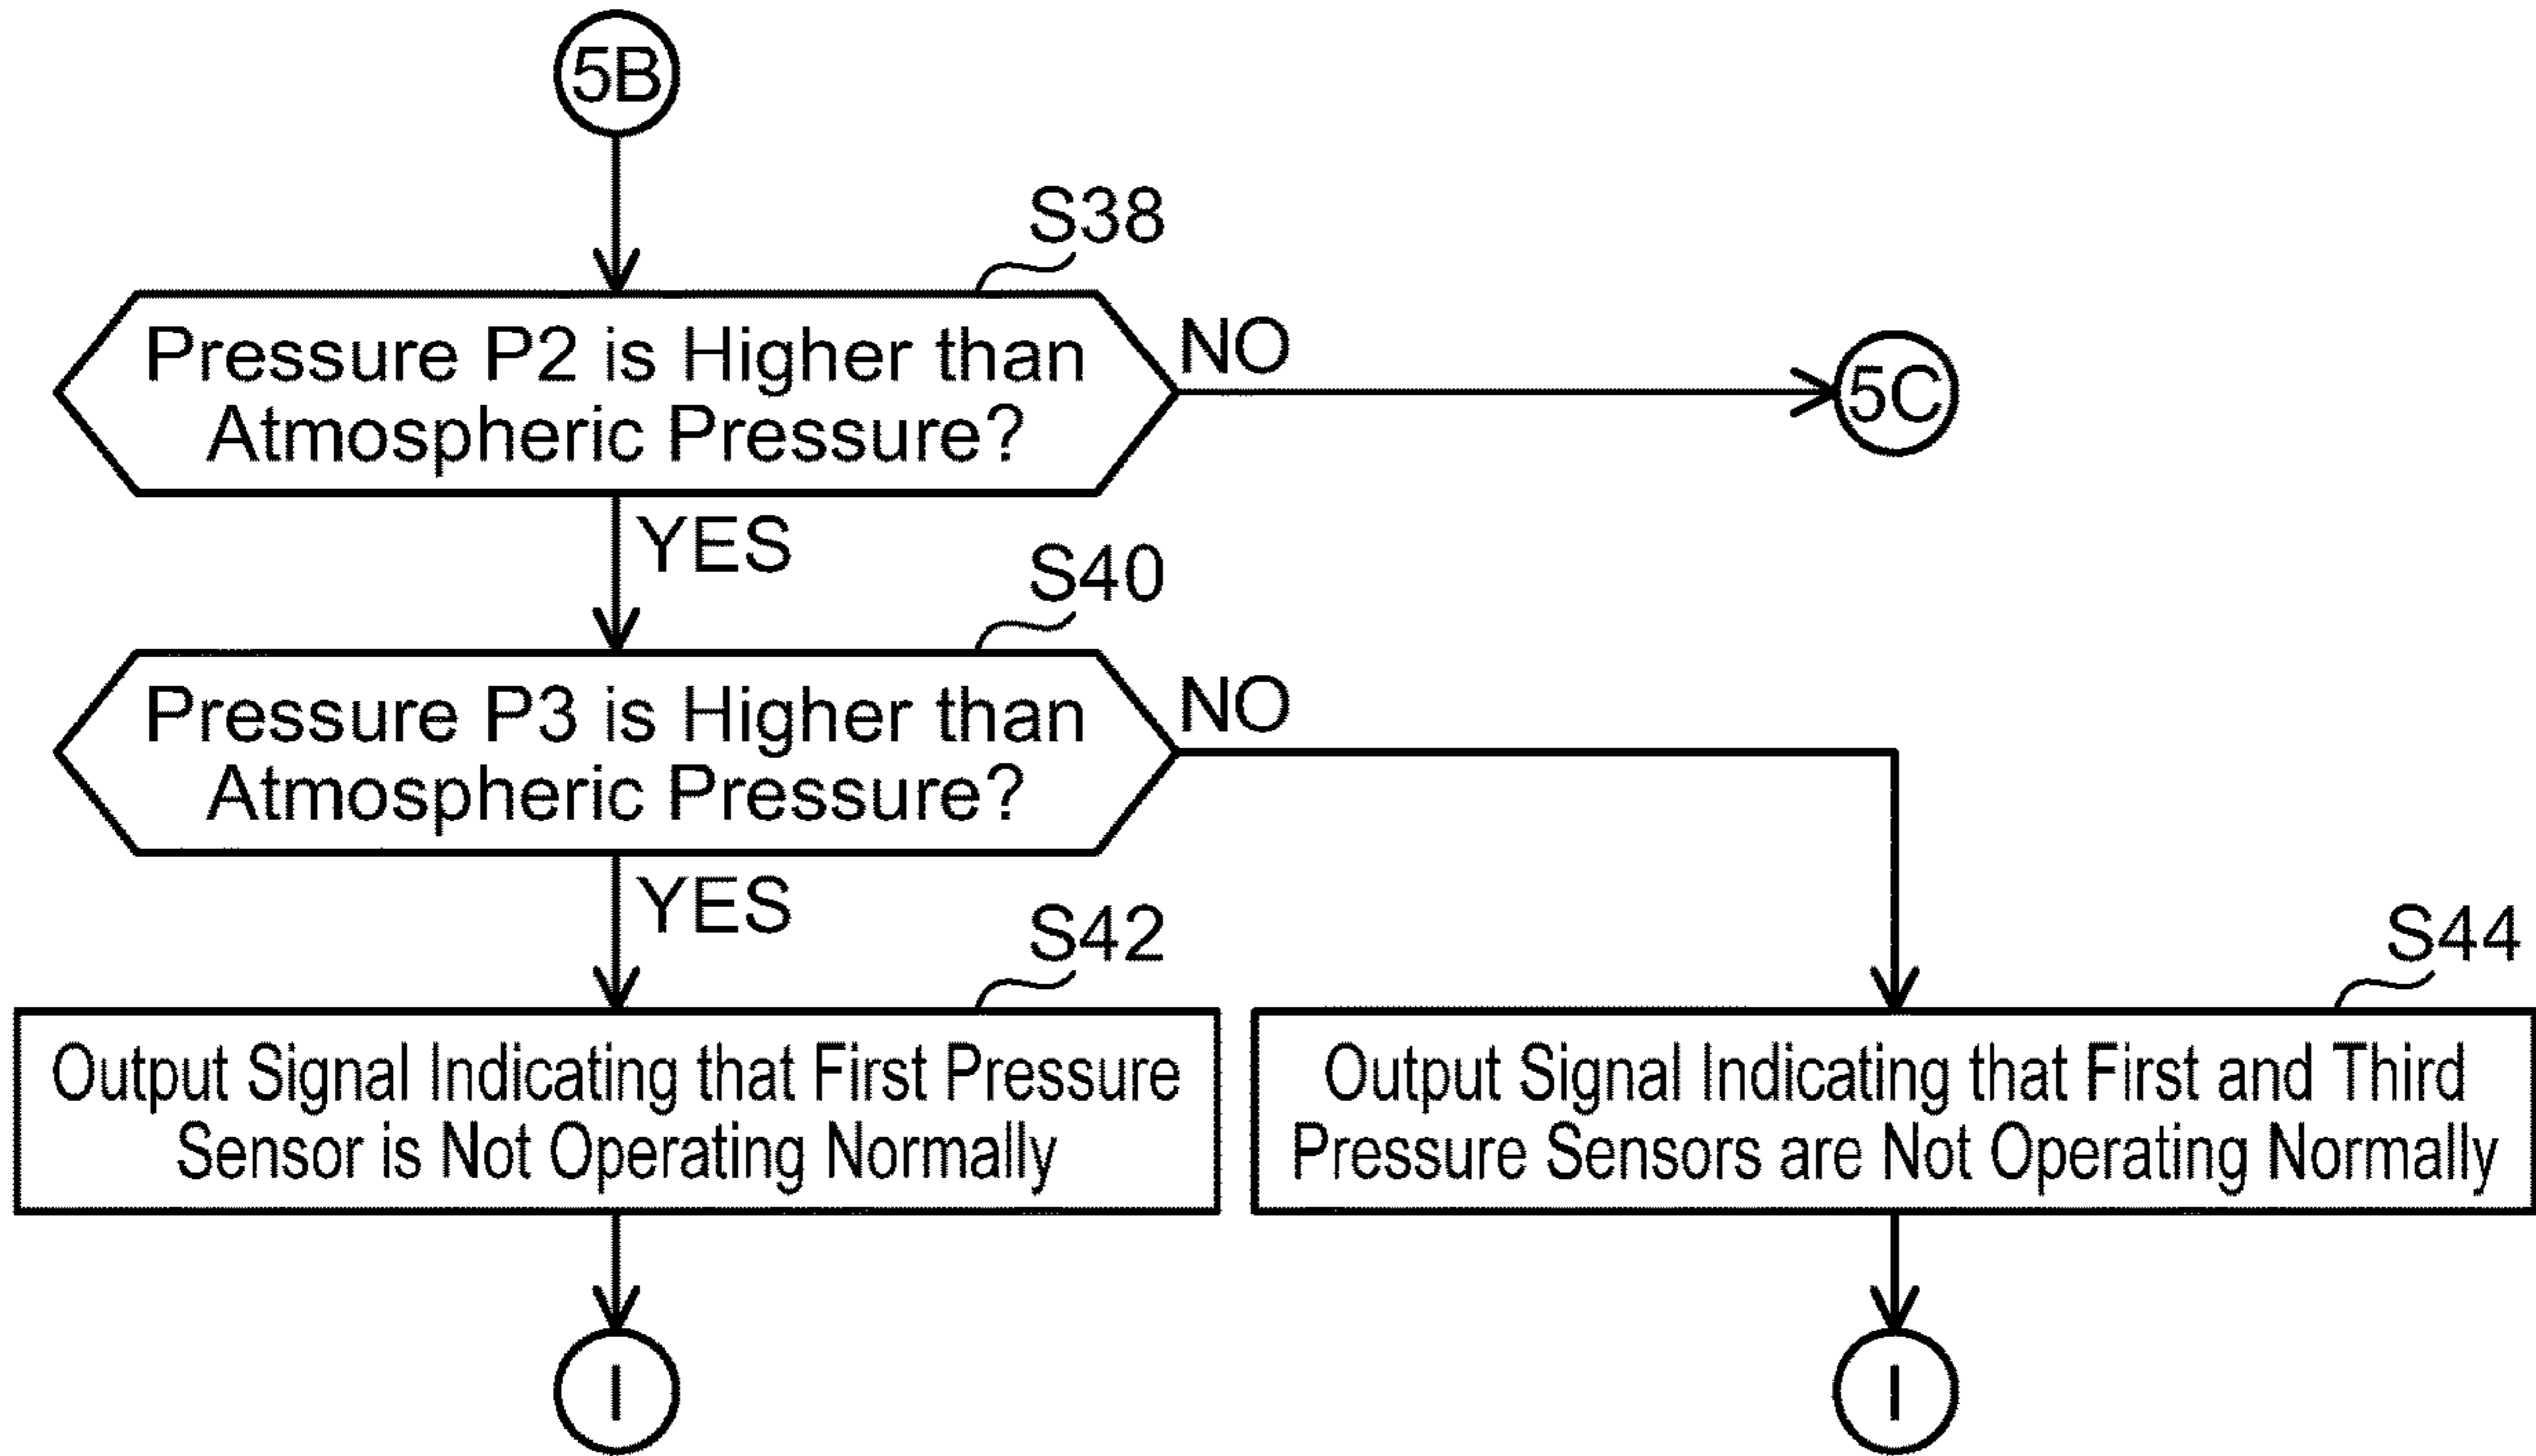 5B
S38
Pressure P2 is Higher than
Atmospheric Pressure?
NO
5C
YES
S40
Pressure P3 is Higher than
Atmospheric Pressure?
NO
YES
S42
Output Signal Indicating that First Pressure
Sensor is Not Operating Normally
S44
Output Signal Indicating that First and Third
Pressure Sensors are Not Operating Normally
I
I